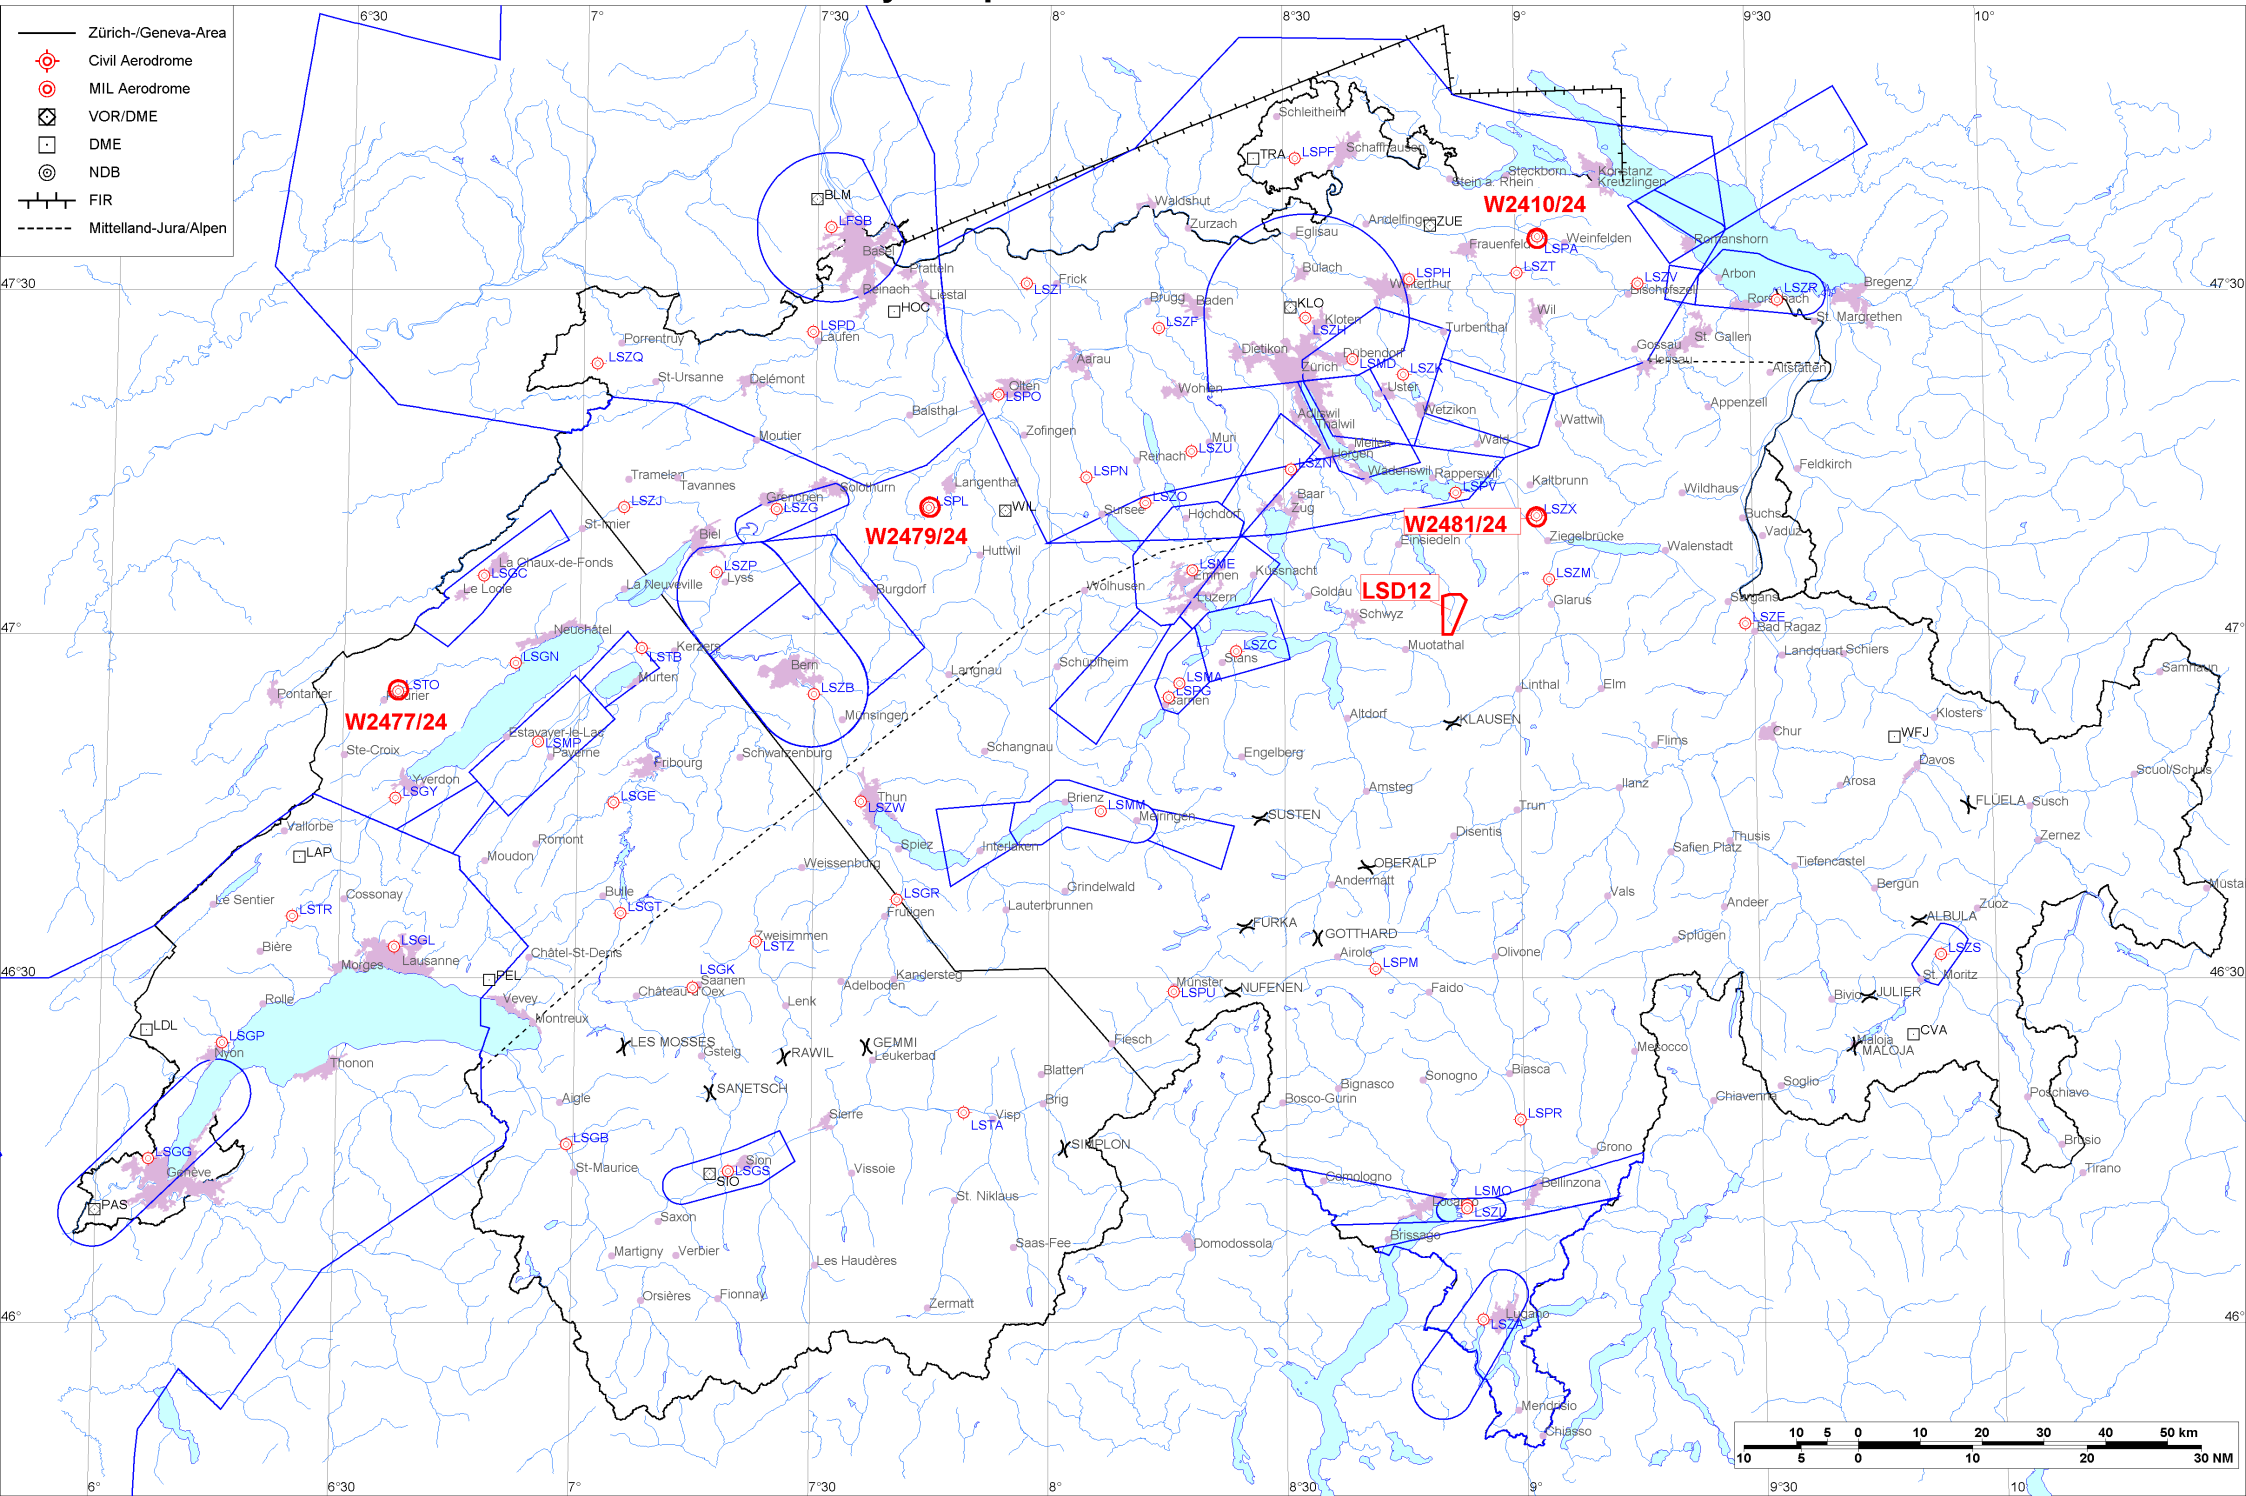 6°30
7°
7°30
8°
8°30
9°
9°30
10°
Zürich-/Geneva-Area
Civil Aerodrome
MIL Aerodrome
VOR/DME
DME
NDB
FIR
Mittelland-Jura/Alpen
Schleitheim
TRA
LSPF
Schaffhausen
Steckborn
Stein a. Rhein
Konstanz
Kreuzlingen
BLM
LFSB
Basel
Waldshut
Zurzach
Eglisau
Andelfingen
ZUE
W2410/24
LSPA
Weinfelden
Frauenfeld
Romanshorn
Pratteln
Reinach
Liestal
HOC
LSZI
Frick
Bülach
LSPH
Winterthur
LSZT
LSZV
Bischofszell
Arbon
LSZR
Rorschach
Bregenz
47°30
47°30
LSPD
Laufen
Brugg
Baden
LSZF
KLO
Kloten
LSZH
Turbenthal
Wil
St. Margrethen
St. Gallen
Gossau
Herisau
Porrentruy
LSZQ
St-Ursanne
Delémont
Aarau
Dietikon
Zürich
Dübendorf
LSMD
LSZK
Uster
Altstätten
Olten
LSPO
Wohlen
Wetzikon
Appenzell
Balsthal
Adliswil
Thalwil
Wattwil
Moutier
Zofingen
Muri
LSZU
Meilen
Wald
Horgen
Reinach
LSZN
Wädenswil
Rapperswil
Feldkirch
Tramelan
Tavannes
LSPN
Kaltbrunn
Wildhaus
Solothurn
Grenchen
LSZG
Langenthal
LSPL
WIL
LSZJ
LSZO
Sursee
Hochdorf
Baar
Zug
LSPV
LSZX
W2481/24
Buchs
Vaduz
St-Imier
Biel
W2479/24
Einsiedeln
Ziegelbrücke
Walenstadt
Huttwil
La Chaux-de-Fonds
LSGC
Le Locle
LSZP
Lyss
La Neuveville
Burgdorf
Wolhusen
LSME
Emmen
Küssnacht
Luzern
Goldau
LSD12
LSZM
Glarus
Sargans
Schwyz
LSZE
Bad Ragaz
47°
47°
Neuchâtel
LSGN
LSTB
Kerzers
Murten
Muotathal
LSZC
Stans
Landquart
Schiers
Schüpfheim
Langnau
Bern
LSZB
LSMA
LSPG
Sarnen
Linthal
Elm
Samnaun
Pontarlier
LSTO
W2477/24
Münsingen
Altdorf
KLAUSEN
Klosters
Ste-Croix
Estavayer-le-Lac
LSMP
Payerne
Schwarzenburg
Schangnau
Engelberg
Flims
Chur
WFJ
Davos
Yverdon
LSGY
Fribourg
LSGE
Thun
LSZW
Brienz
LSMM
Meiringen
SUSTEN
Amsteg
Trun
Ilanz
Arosa
Scuol/Schuls
FLÜELA
Susch
Vallorbe
LAP
Romont
Moudon
Spiez
Interlaken
Disentis
Safien Platz
Thusis
Zernez
Weissenburg
OBERALP
Tiefencastel
Andermatt
Grindelwald
Cossonay
Le Sentier
LSTR
Bulle
LSGT
LSGR
Frutigen
Lauterbrunnen
FURKA
GOTTHARD
Vals
Andeer
Bergun
Zuoz
Müsta
ALBULA
Bière
LSGL
Lausanne
Morges
Zweisimmen
LSTZ
Châtel-St-Denis
Airolo
LSPM
Olivone
Splügen
LSZS
St. Moritz
46°30
PEL
LSGK
Saanen
Château-d'Oex
Adelboden
Kandersteg
Münster
LSPU
NUFENEN
Faido
Bivio
JULIER
Rolle
Vevey
Montreux
Lenk
LDL
LSGP
Nyon
Thonon
LES MOSSES
Gsteig
RAWIL
GEMMI
Leukerbad
Fiesch
Mesocco
CVA
Maloja
MALOJA
Blatten
Brig
Bignasco
Sonogno
Biasca
Soglio
Poschiavo
Aigle
SANETSCH
Sierre
Visp
LSTA
Bosco-Gurin
LSPR
Chiavenna
LSGG
Genève
LSGB
St-Maurice
Sion
LSGS
SIO
Vissoie
SIMPLON
Grono
Brusio
Tirano
PAS
St. Niklaus
Comologno
LSMO
Bellinzona
Locarno
LSZL
Saxon
Martigny
Verbier
Les Haudères
Saas-Fee
Domodossola
Brissago
Orsières
Fionnay
Zermatt
46°
46°
Lugano
LSZA
Mendrisio
Chiasso
10 5 0 10 20 30 40 50 km
10 5 0 10 20 30 NM
6°
6°30
7°
7°30
8°
8°30
9°
9°30
10